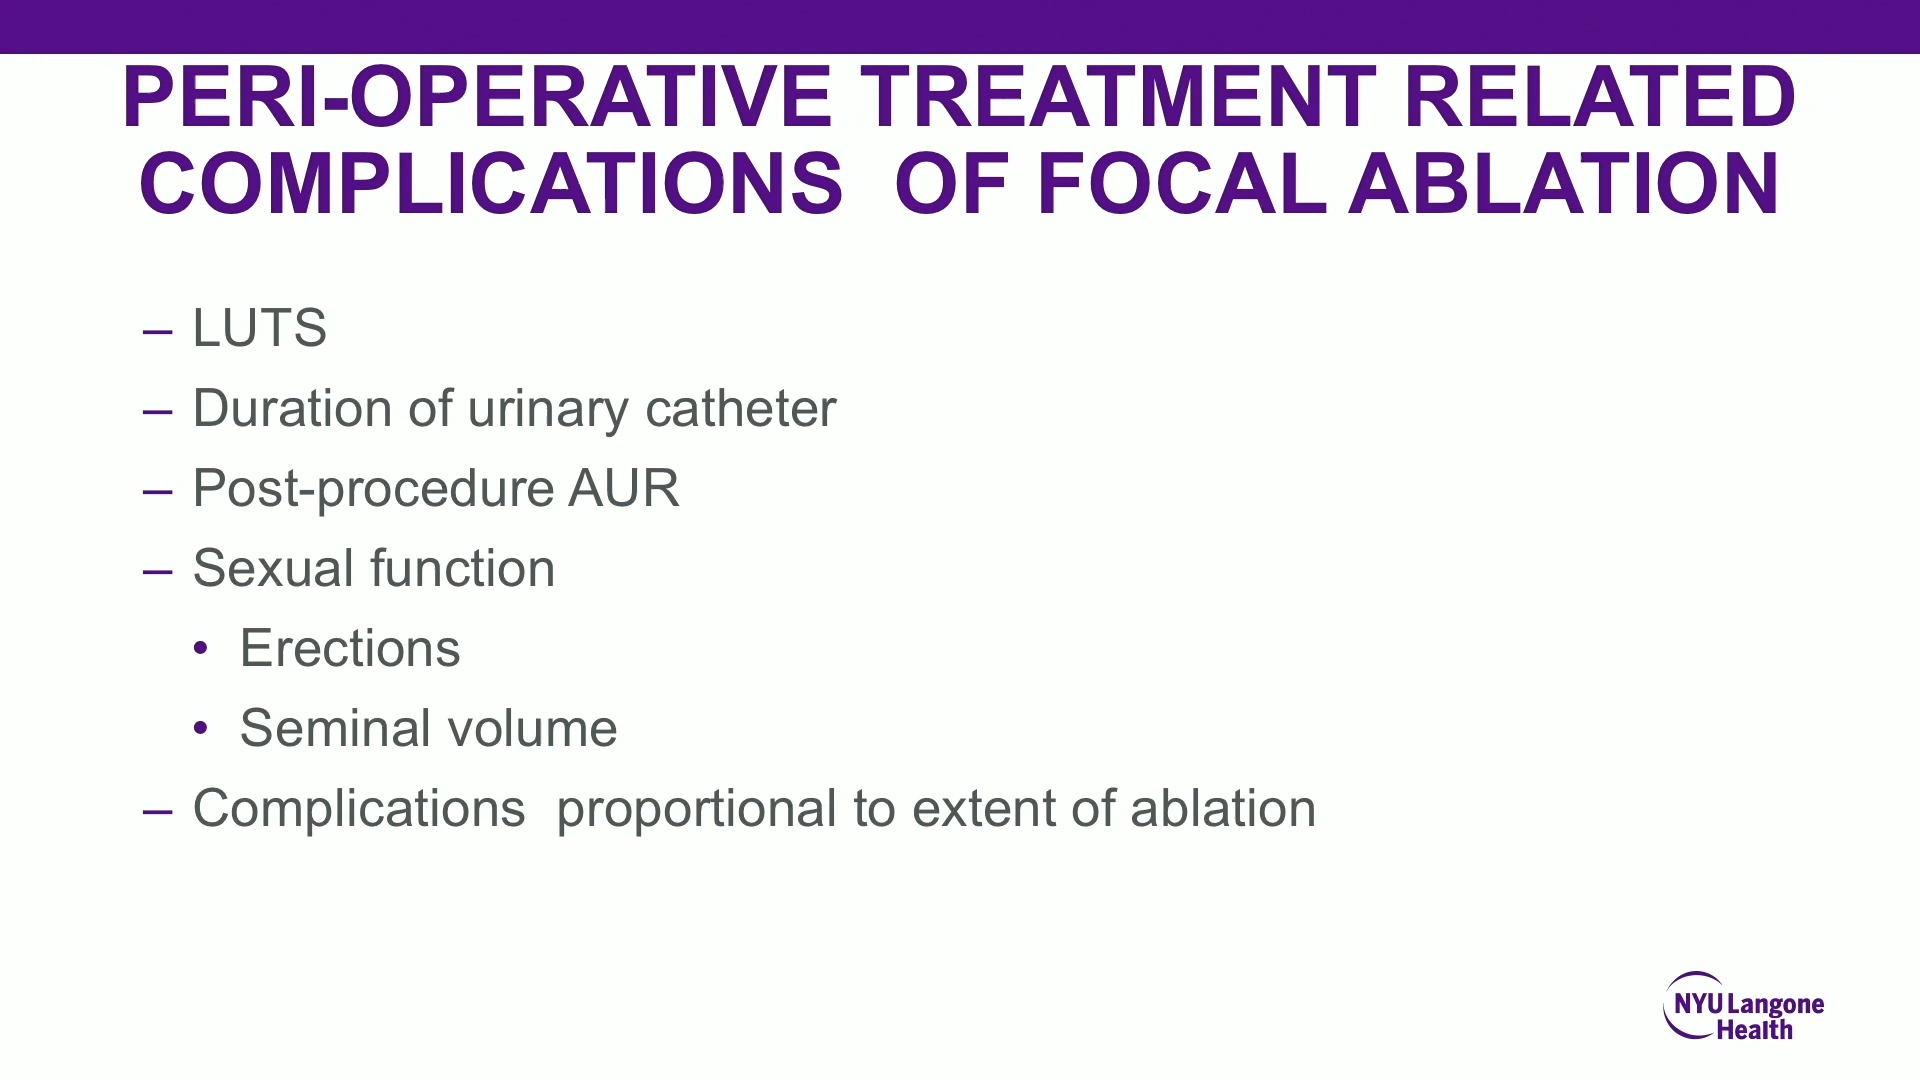 PERI-OPERATIVE TREATMENT RELATED
COMPLICATIONS  OF FOCAL ABLATION
– LUTS
– Duration of urinary catheter
– Post-procedure AUR
– Sexual function
• Erections
• Seminal volume
– Complications  proportional to extent of ablation
NYU Langone
Health